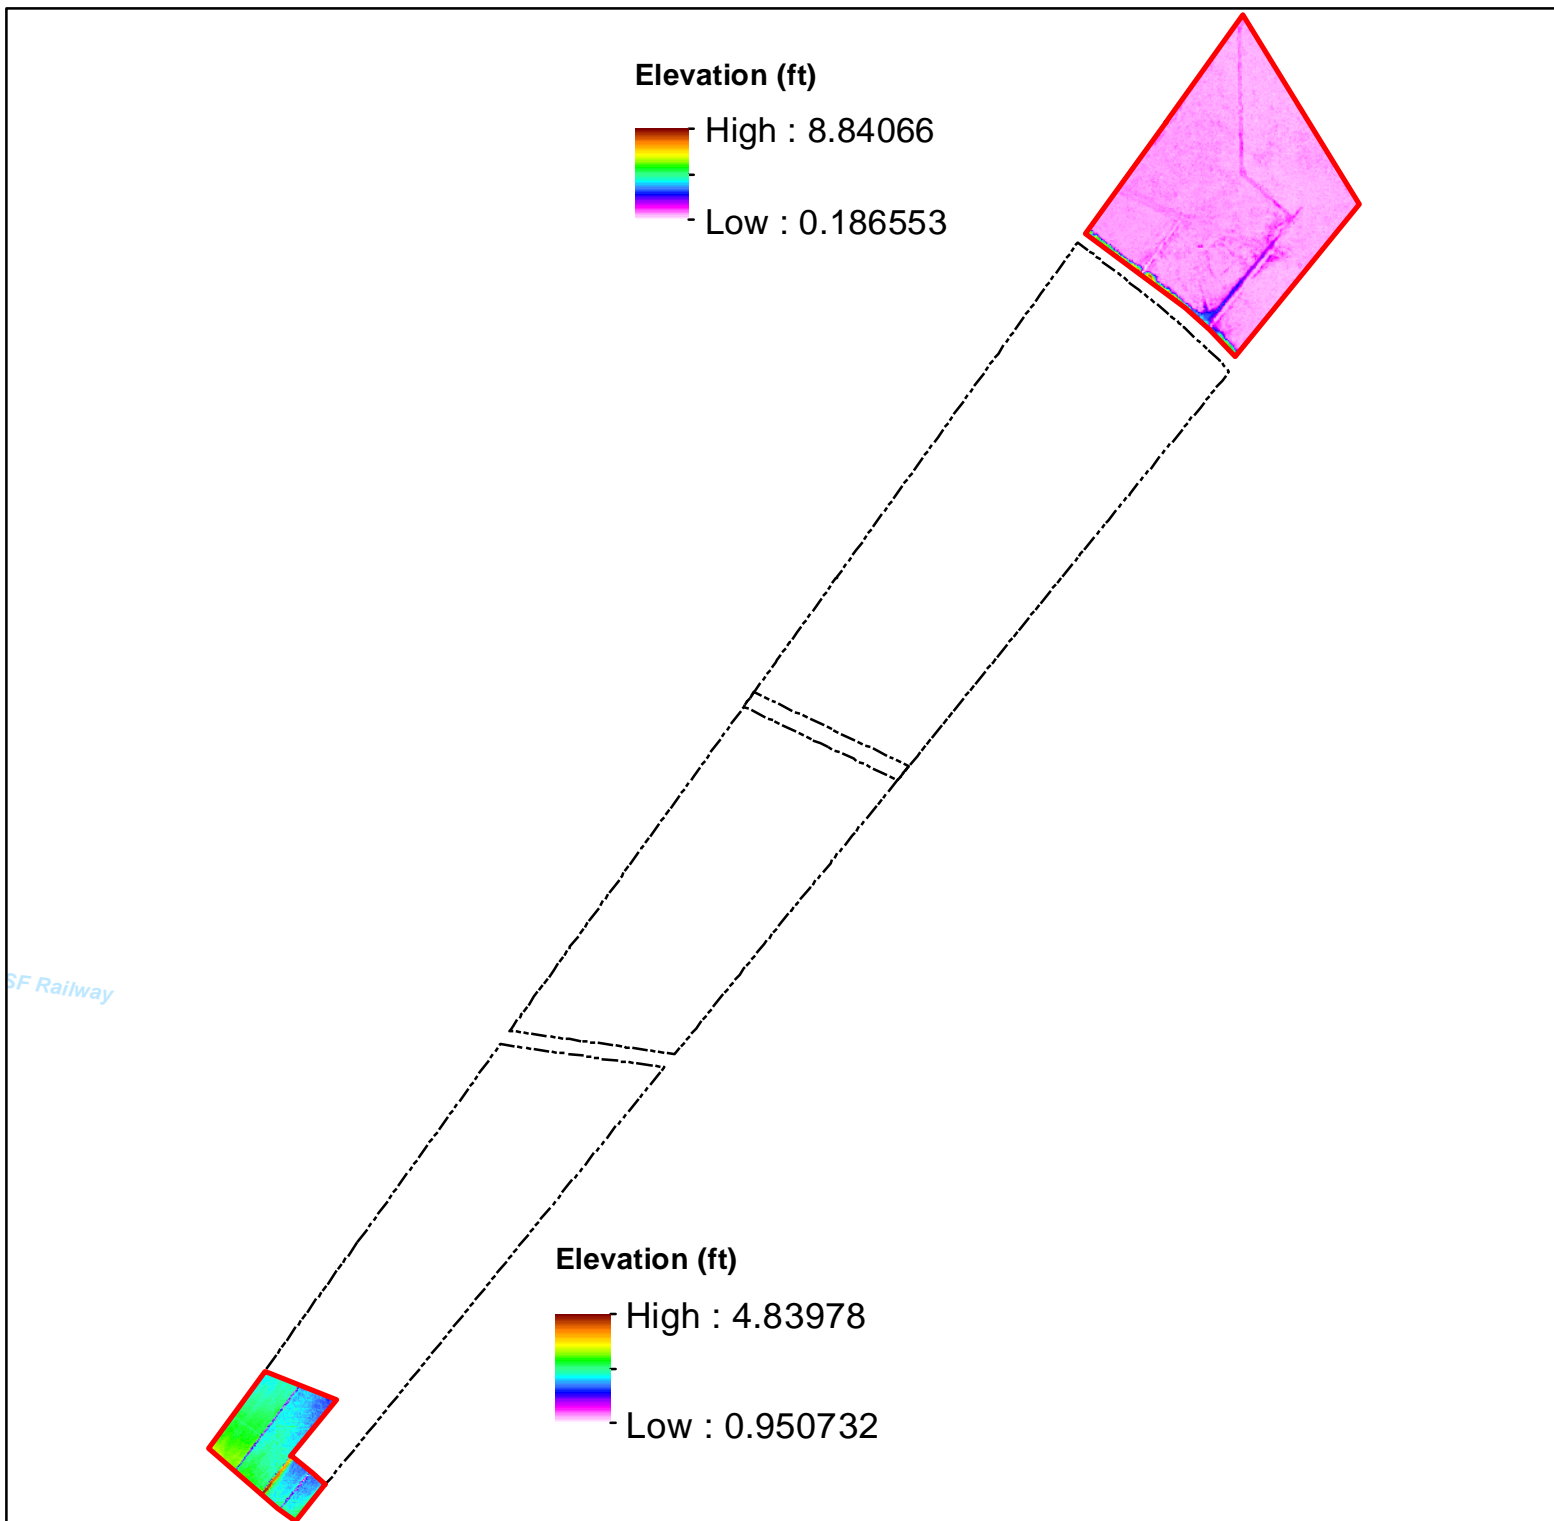 Elevation (ft)
High : 8.84066
Low : 0.186553
SF Railway
Elevation (ft)
High : 4.83978
Low : 0.950732